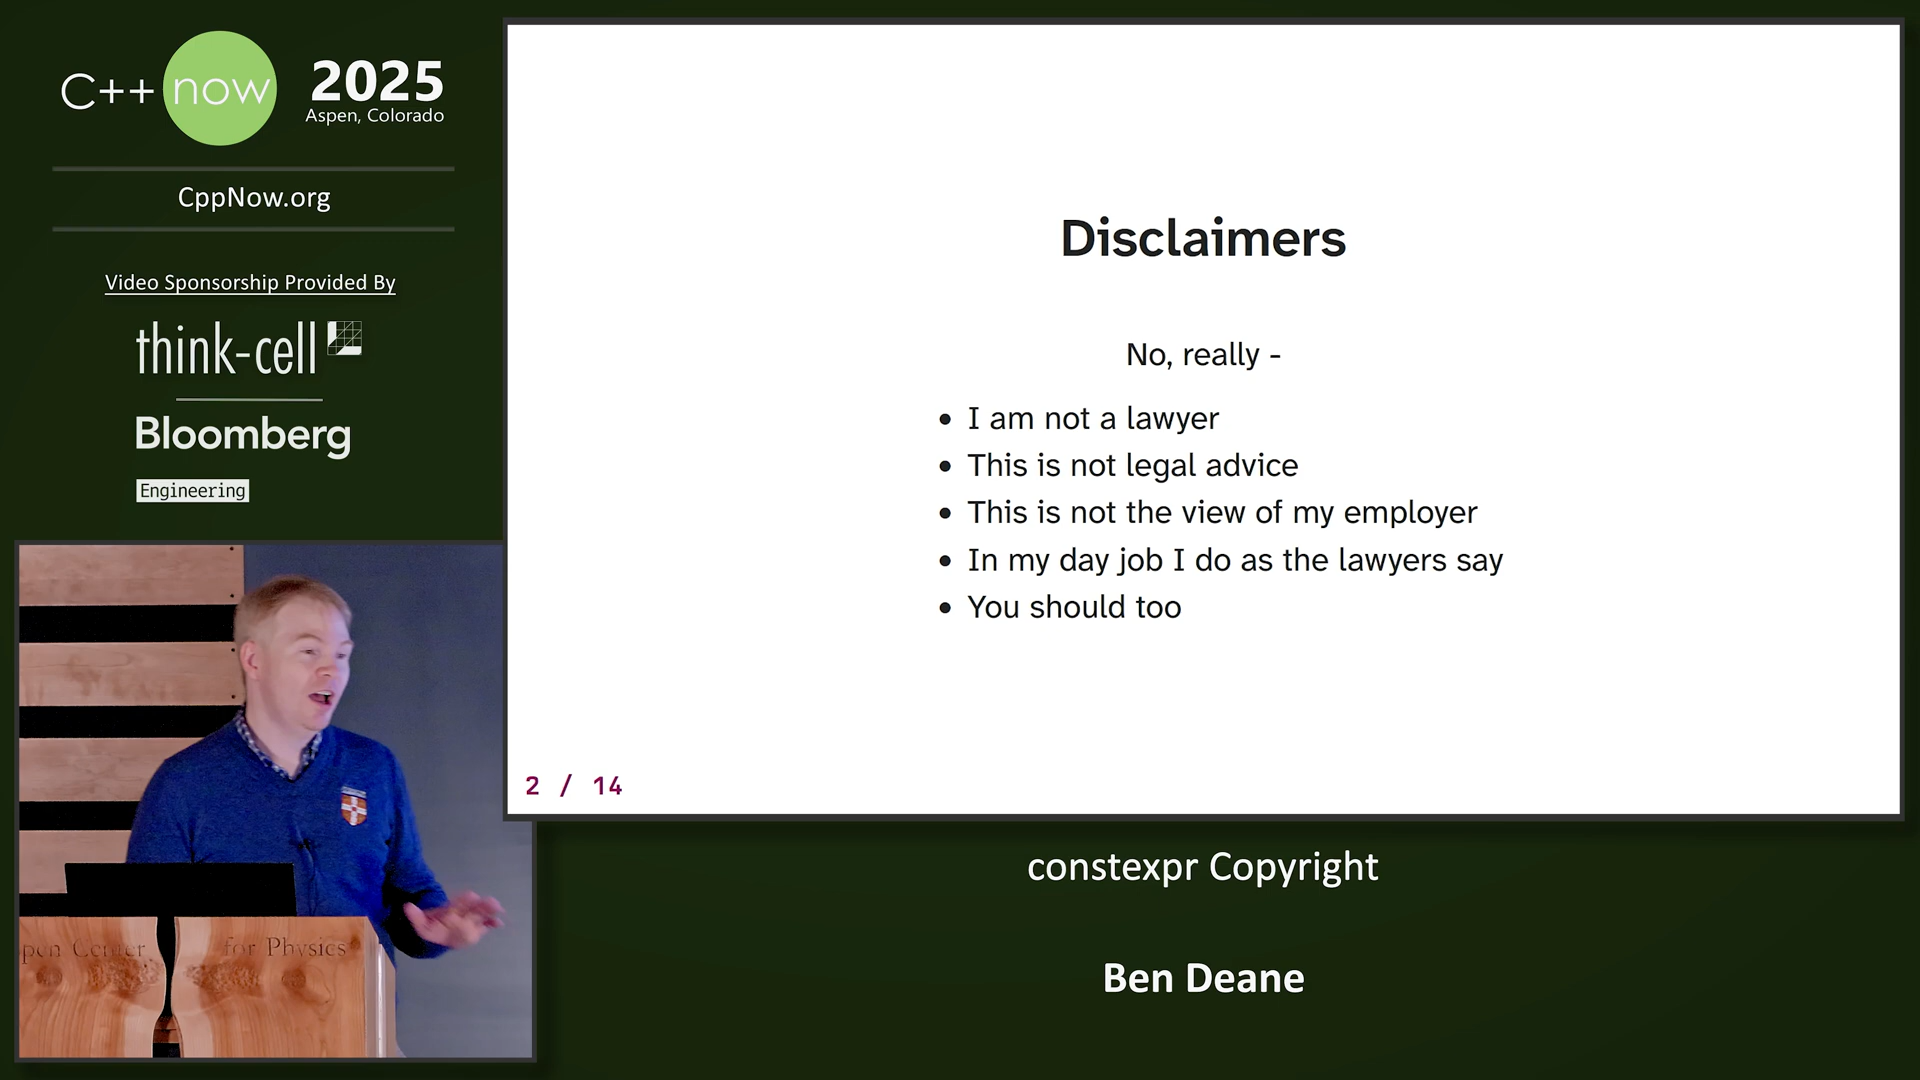 C++ now 2025
Aspen, Colorado
CppNow.org
Video Sponsorship Provided By
think-cell
Bloomberg
Engineering
Disclaimers
No, really -
• I am not a lawyer
• This is not legal advice
• This is not the view of my employer
• In my day job I do as the lawyers say
• You should too
2 / 14
pen Center for Physics
constexpr Copyright
Ben Deane